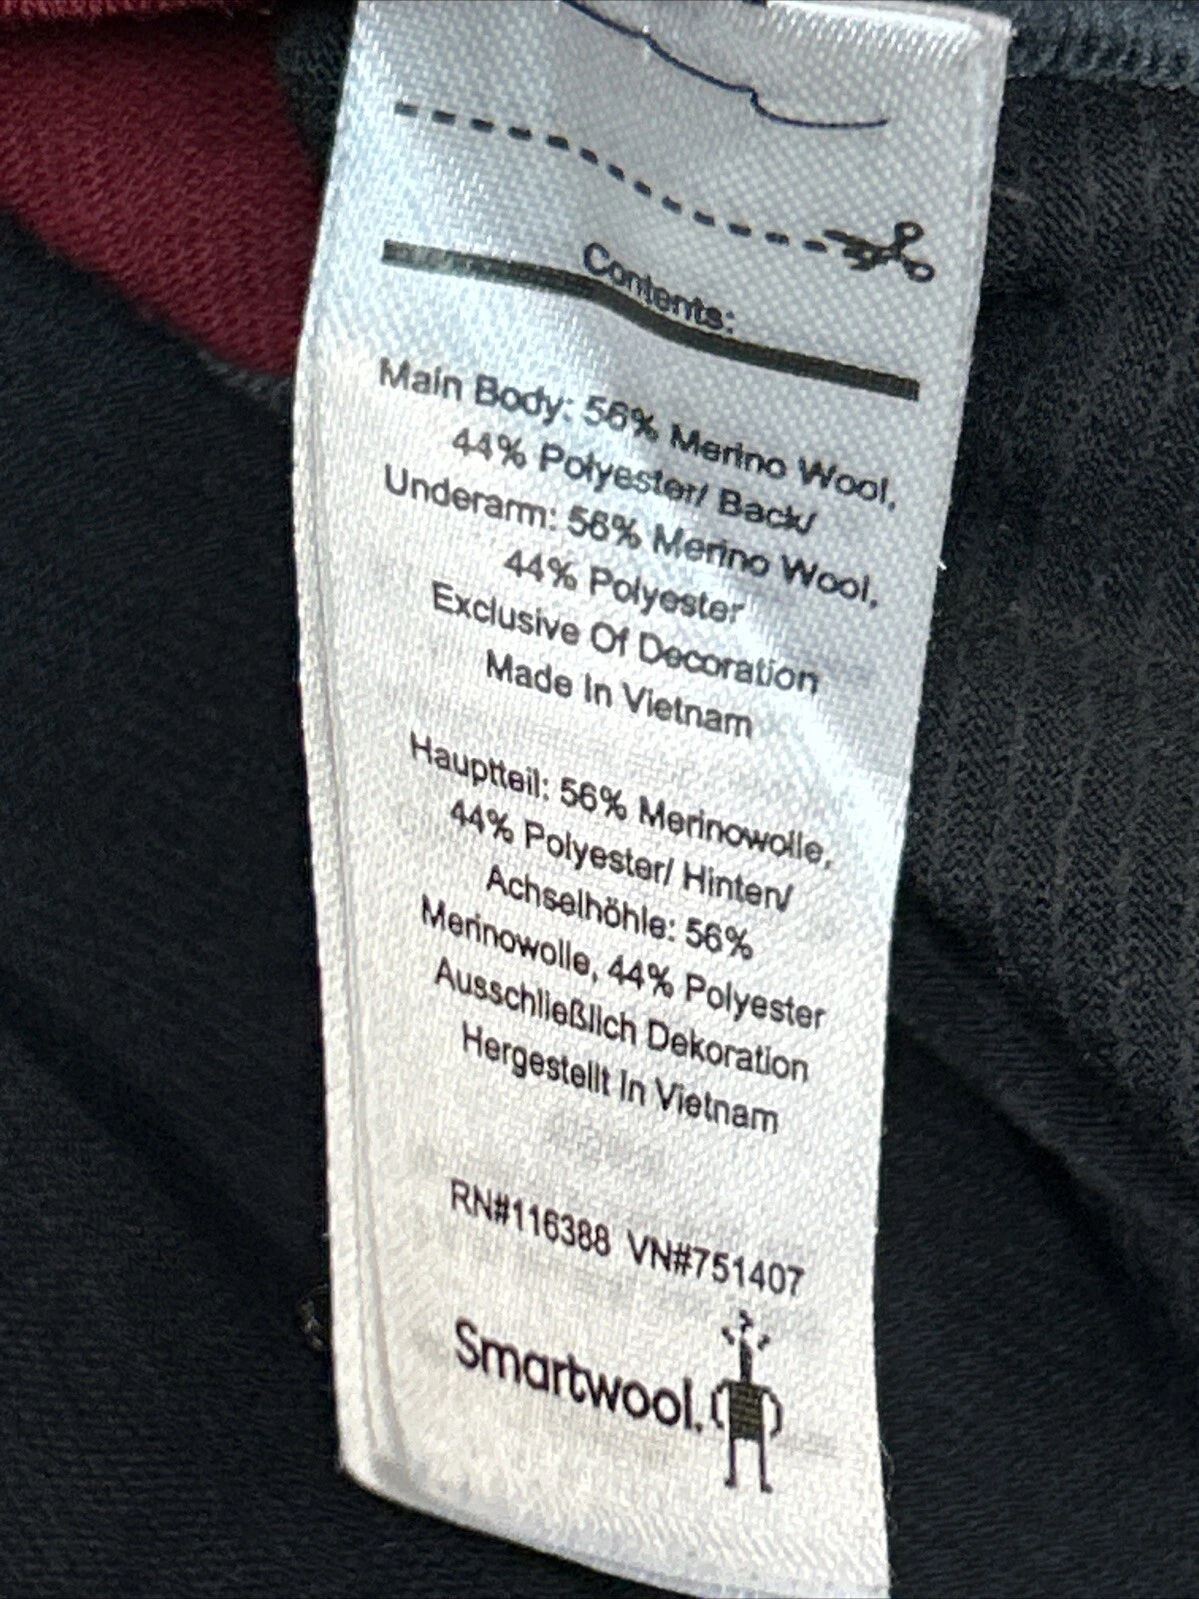 Contents:
Main Body: 56% Merino Wool,
44% Polyester/ Back/
Underarm: 56% Merino Wool,
44% Polyester
Exclusive Of Decoration
Made In Vietnam
Hauptteil: 56% Merinowolle,
44% Polyester/ Hinten/
Achselhöhle: 56%
Merinowolle, 44% Polyester
Ausschließlich Dekoration
Hergestellt In Vietnam
RN#116388 VN#751407
Smartwool.